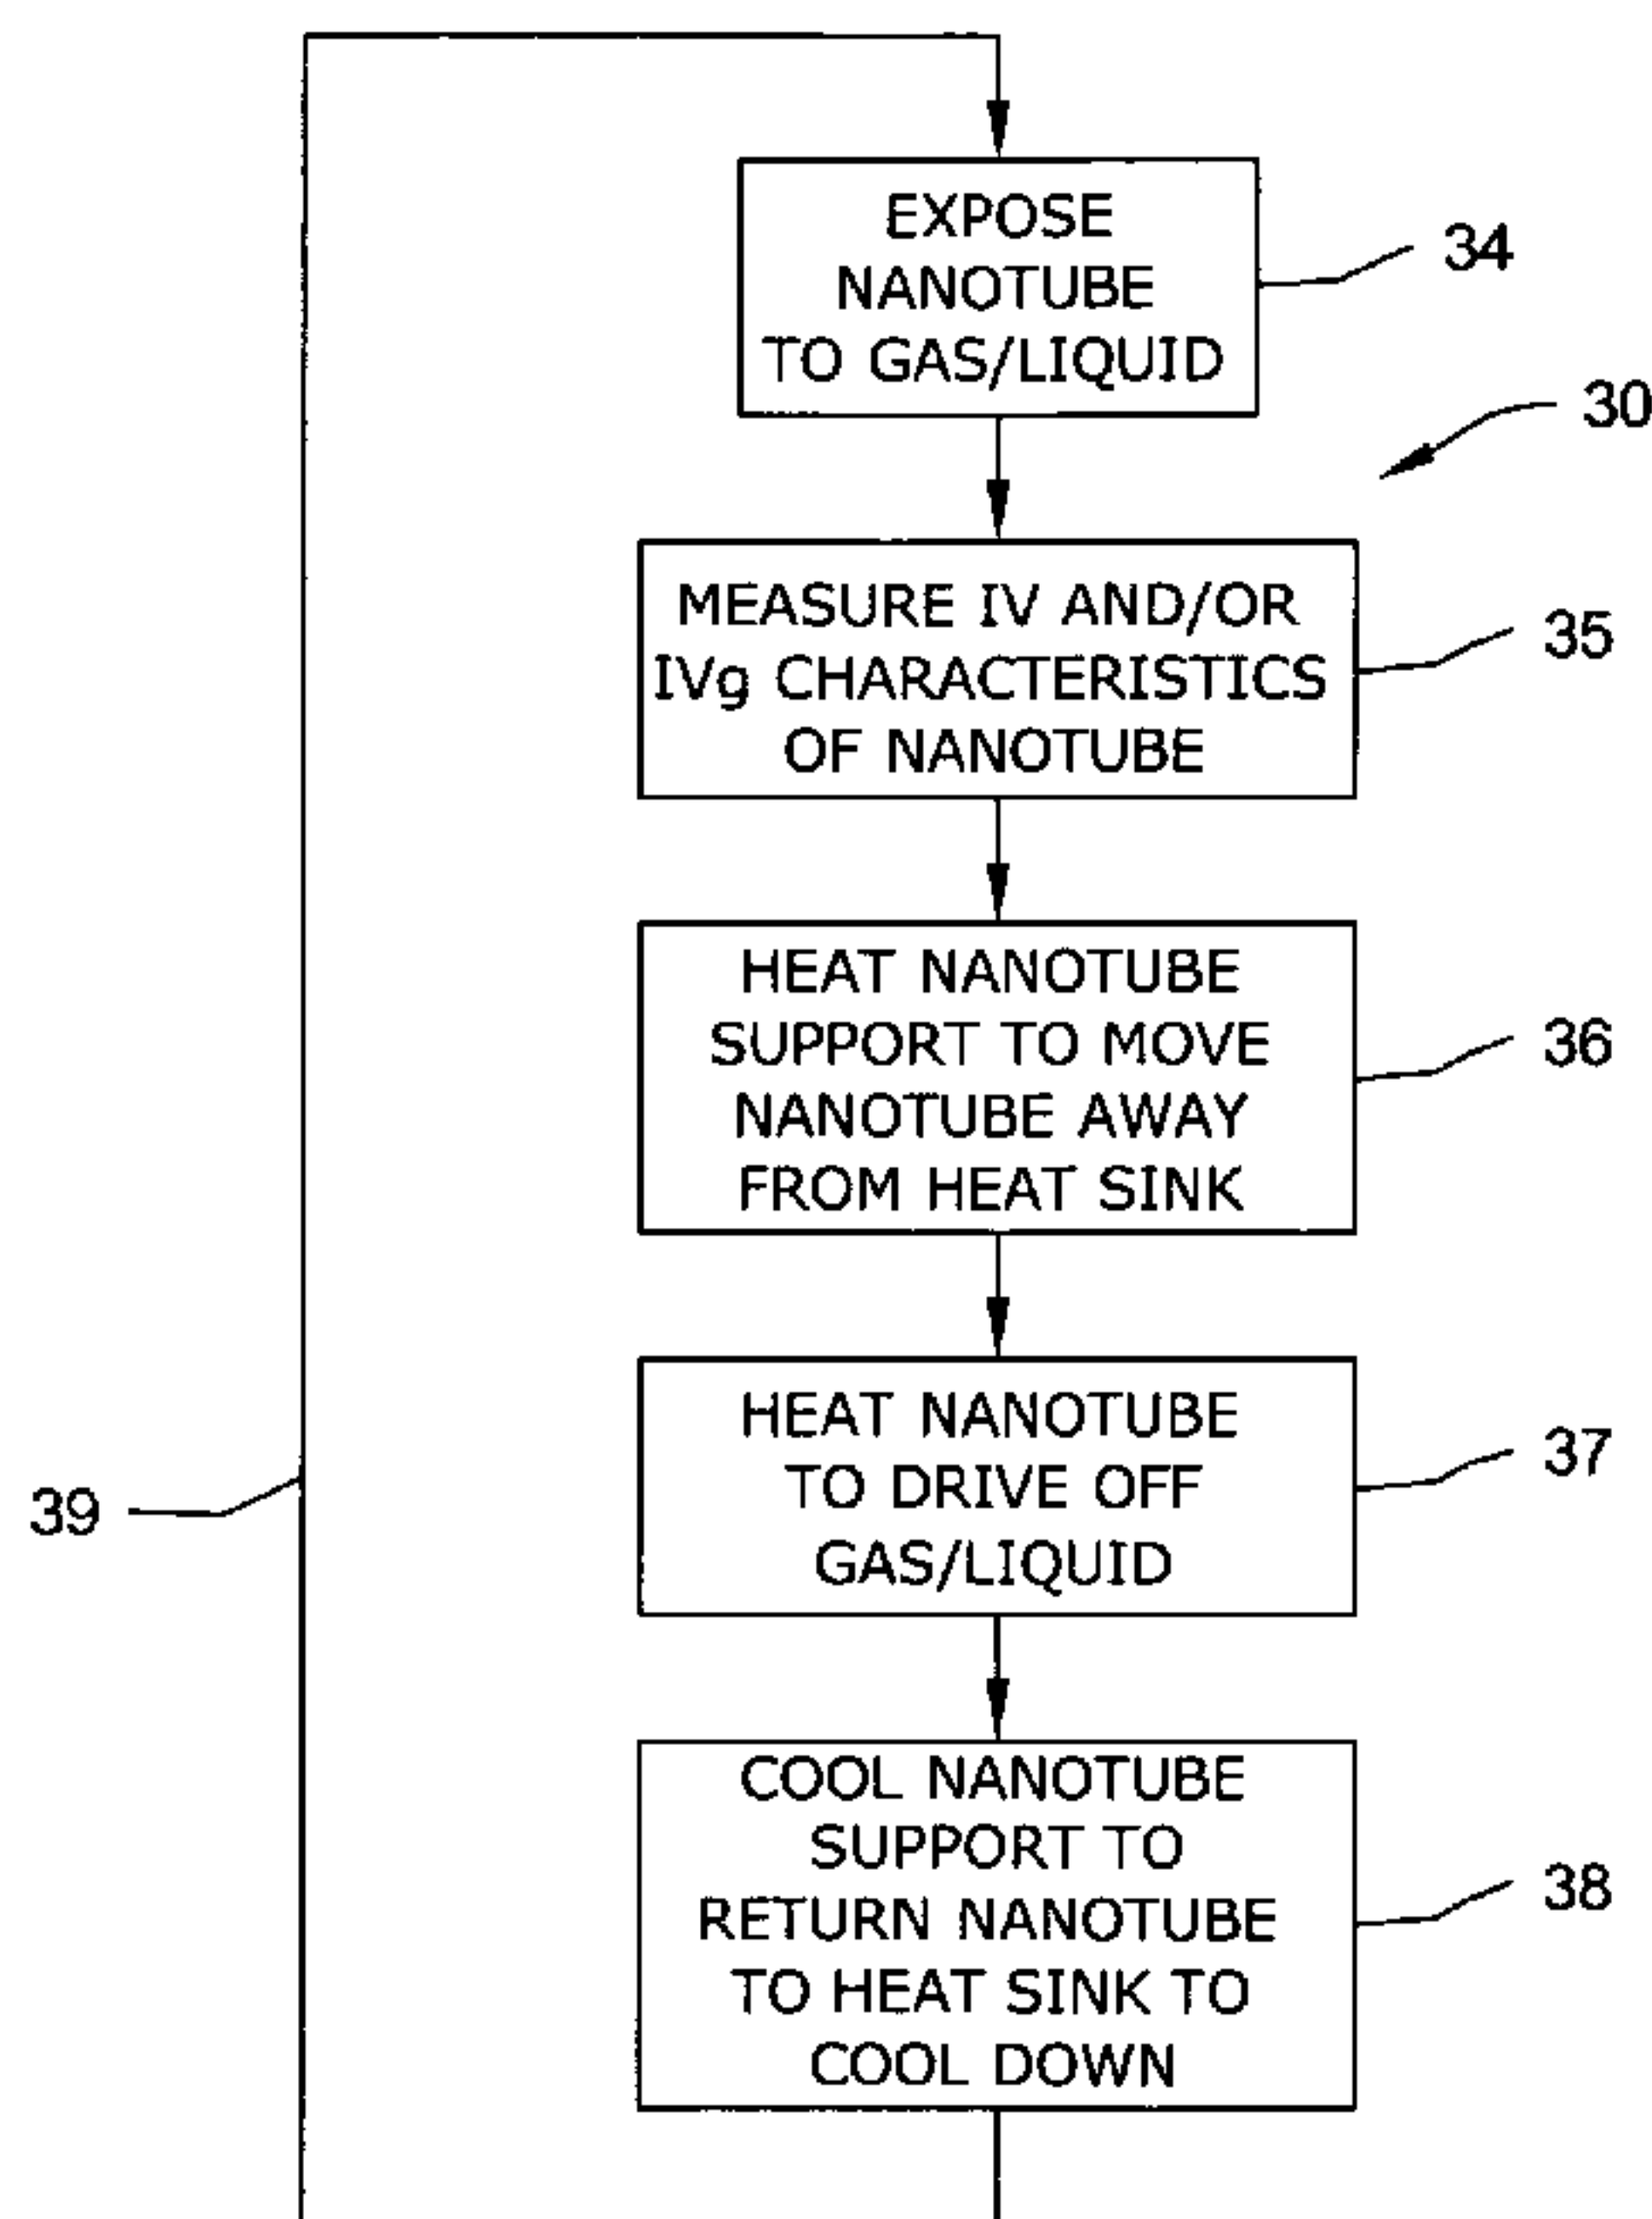 EXPOSE
NANOTUBE
TO GAS/LIQUID
34
30
MEASURE IV AND/OR
IVg CHARACTERISTICS
OF NANOTUBE
35
HEAT NANOTUBE
SUPPORT TO MOVE
NANOTUBE AWAY
FROM HEAT SINK
36
HEAT NANOTUBE
TO DRIVE OFF
GAS/LIQUID
37
39
COOL NANOTUBE
SUPPORT TO
RETURN NANOTUBE
TO HEAT SINK TO
COOL DOWN
38